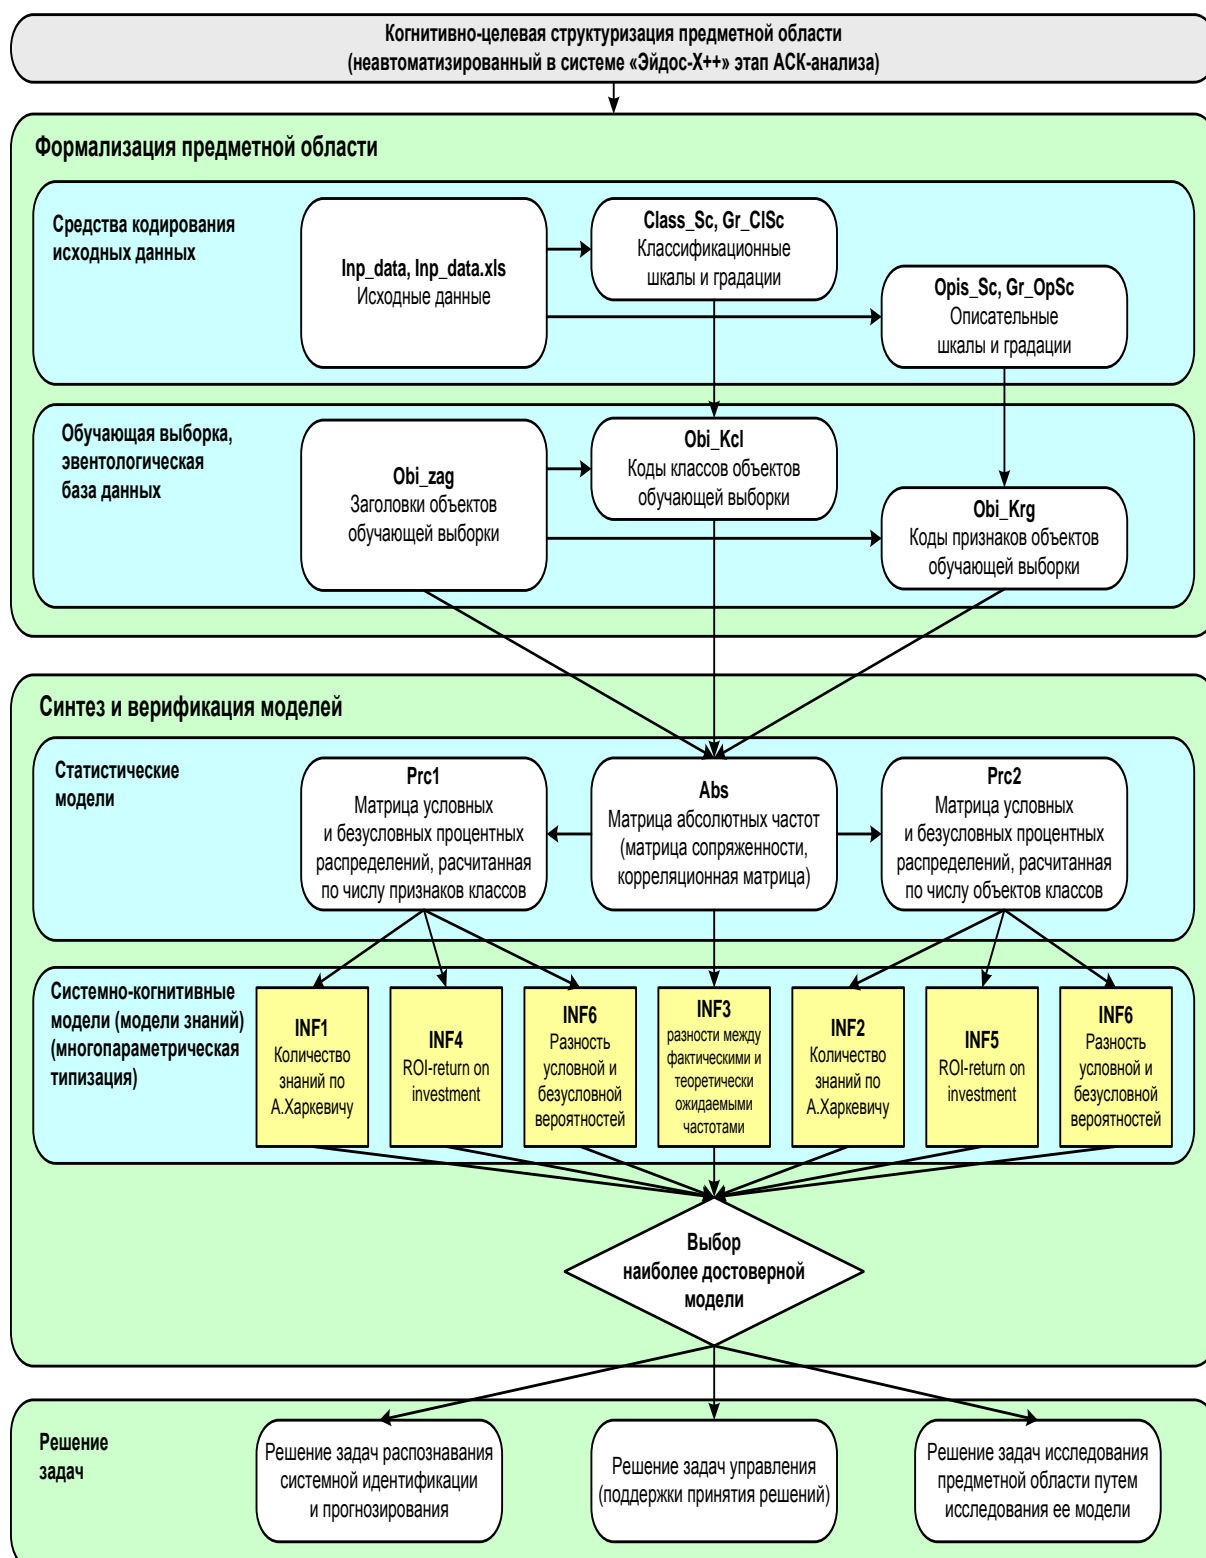 Когнитивно-целевая структуризация предметной области
(неавтоматизированный в системе «Эйдос-Х++» этап АСК-анализа)
Формализация предметной области
Средства кодирования
исходных данных
Inp_data, Inp_data.xls
Исходные данные
Class_Sc, Gr_ClSc
Классификационные
шкалы и градации
Opis_Sc, Gr_OpSc
Описательные
шкалы и градации
Обучающая выборка,
эвентологическая
база данных
Obi_zag
Заголовки объектов
обучающей выборки
Obi_Kcl
Коды классов объектов
обучающей выборки
Obi_Krg
Коды признаков объектов
обучающей выборки
Синтез и верификация моделей
Статистические
модели
Prc1
Матрица условных
и безусловных процентных
распределений, расчитанная
по числу признаков классов
Abs
Матрица абсолютных частот
(матрица сопряженности,
корреляционная матрица)
Prc2
Матрица условных
и безусловных процентных
распределений, расчитанная
по числу объектов классов
Системно-когнитивные
модели (модели знаний)
(многопараметрическая
типизация)
INF1
Количество
знаний по
А.Харкевичу
INF4
ROI-return on
investment
INF6
Разность
условной и
безусловной
вероятностей
INF3
разности между
фактическими и
теоретически
ожидаемыми
частотами
INF2
Количество
знаний по
А.Харкевичу
INF5
ROI-return on
investment
INF6
Разность
условной и
безусловной
вероятностей
Выбор
наиболее достоверной
модели
Решение
задач
Решение задач распознавания
системной идентификации
и прогнозирования
Решение задач управления
(поддержки принятия решений)
Решение задач исследования
предметной области путем
исследования ее модели